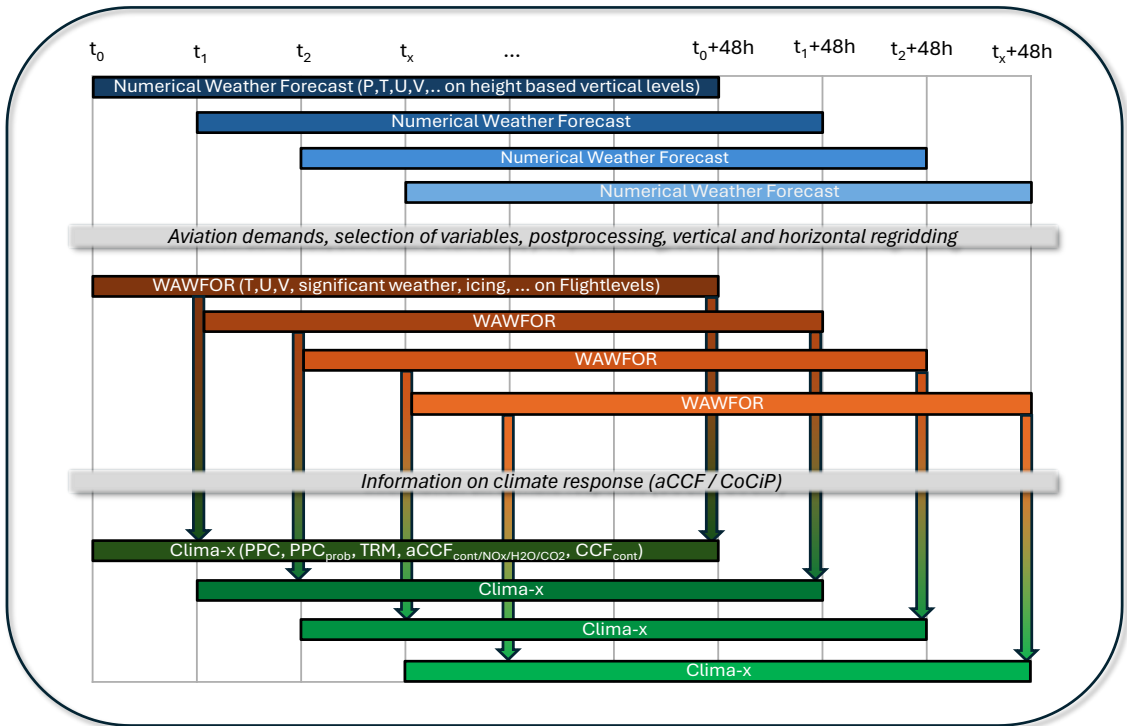 t0 t1 t2 tx ... t0+48h t1+48h t2+48h tx+48h
Numerical Weather Forecast (P,T,U,V,.. on height based vertical levels)
Numerical Weather Forecast
Numerical Weather Forecast
Numerical Weather Forecast
Aviation demands, selection of variables, postprocessing, vertical and horizontal regridding
WAWFOR (T,U,V, significant weather, icing, ... on Flightlevels)
WAWFOR
WAWFOR
WAWFOR
Information on climate response (aCCF / CoCiP)
Clima-x (PPC, PPCprob, TRM, aCCFcont/NOx/H2O/CO2, CCFcont)
Clima-x
Clima-x
Clima-x